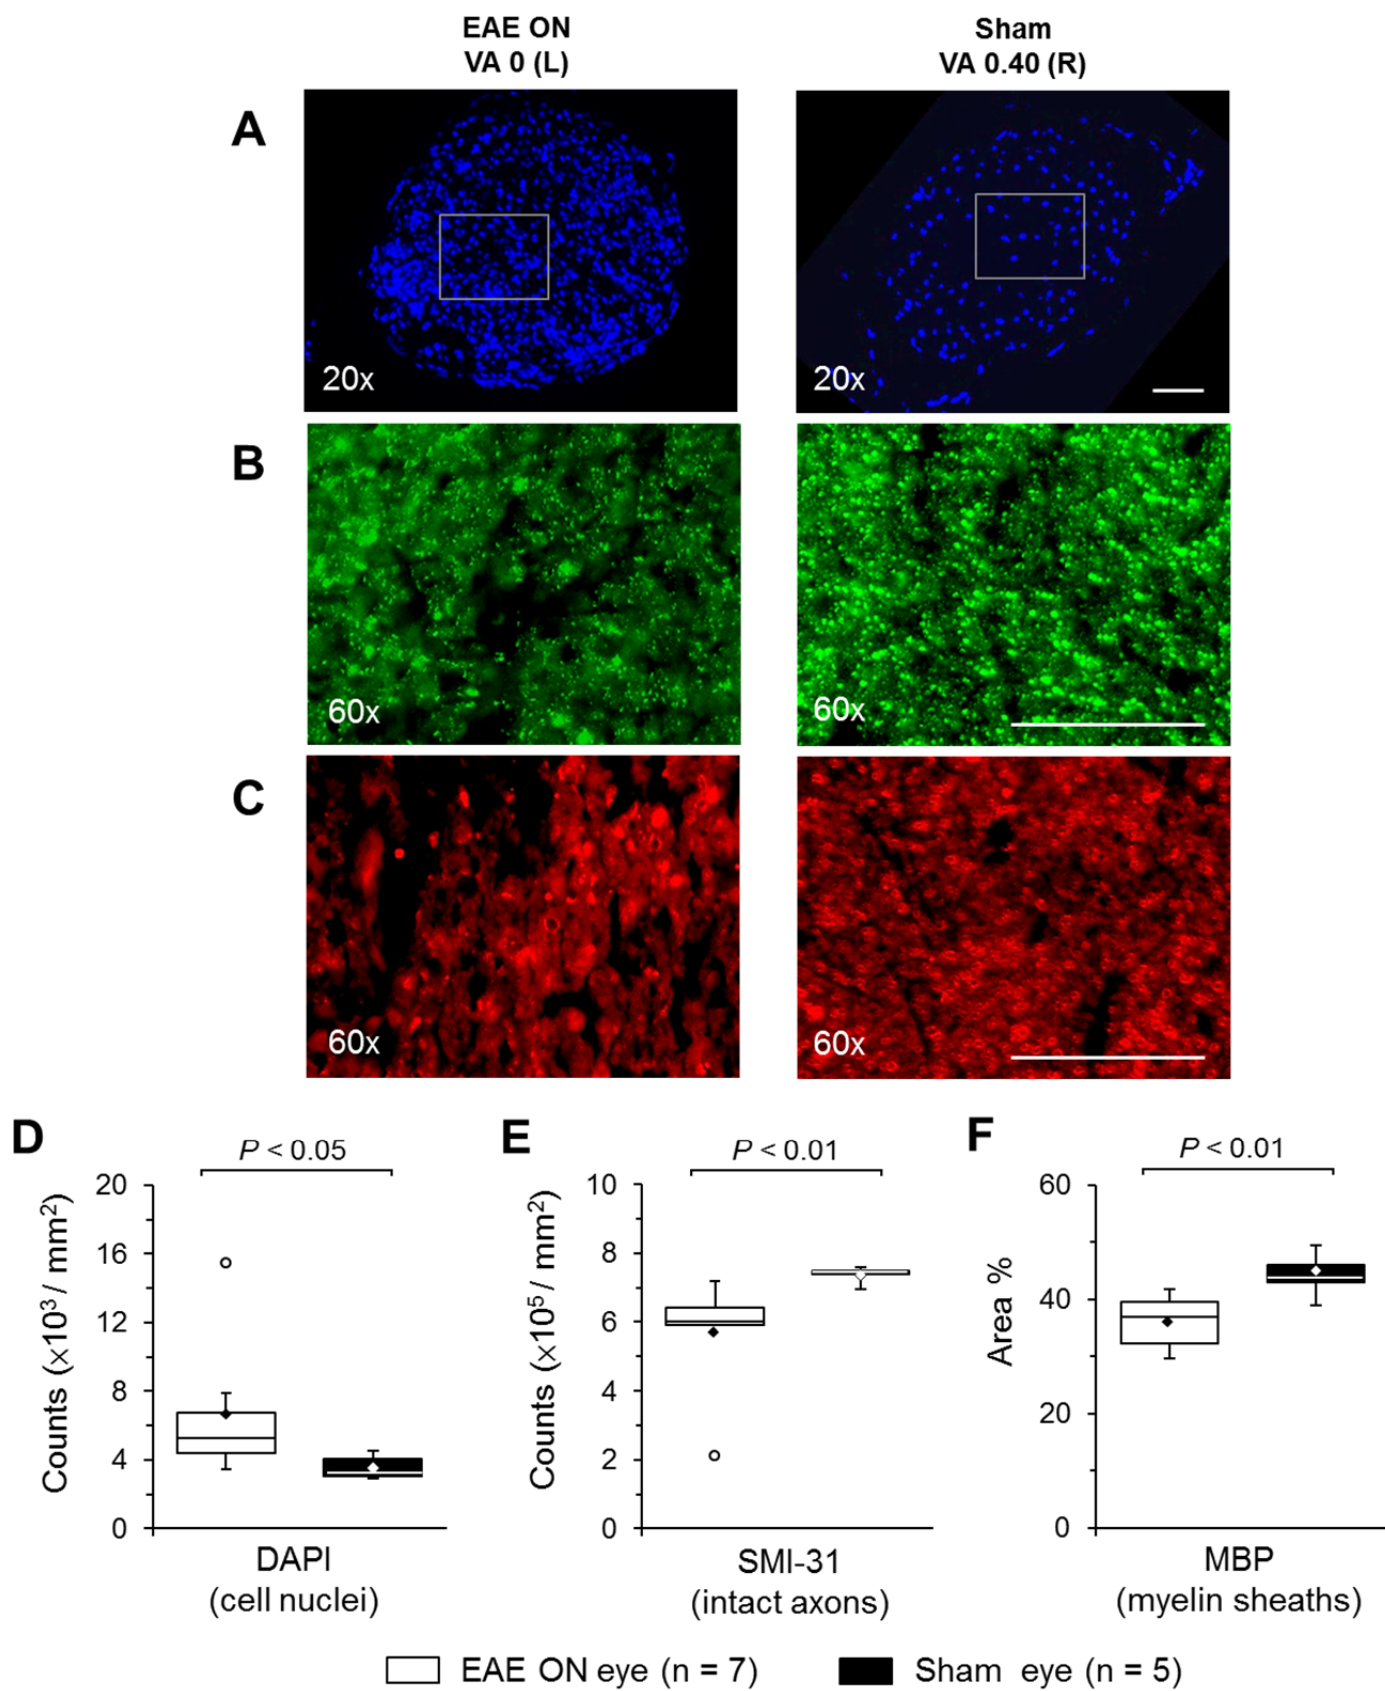 EAE ON
VA 0 (L)
Sham
VA 0.40 (R)
A
20x
20x
B
60x
60x
C
60x
60x
D
P < 0.05
Counts (×10³ / mm²)
20
16
12
8
4
0
DAPI
(cell nuclei)
E
P < 0.01
Counts (×10⁵ / mm²)
10
8
6
4
2
0
SMI-31
(intact axons)
F
P < 0.01
Area %
60
40
20
0
MBP
(myelin sheaths)
EAE ON eye (n = 7)
Sham eye (n = 5)